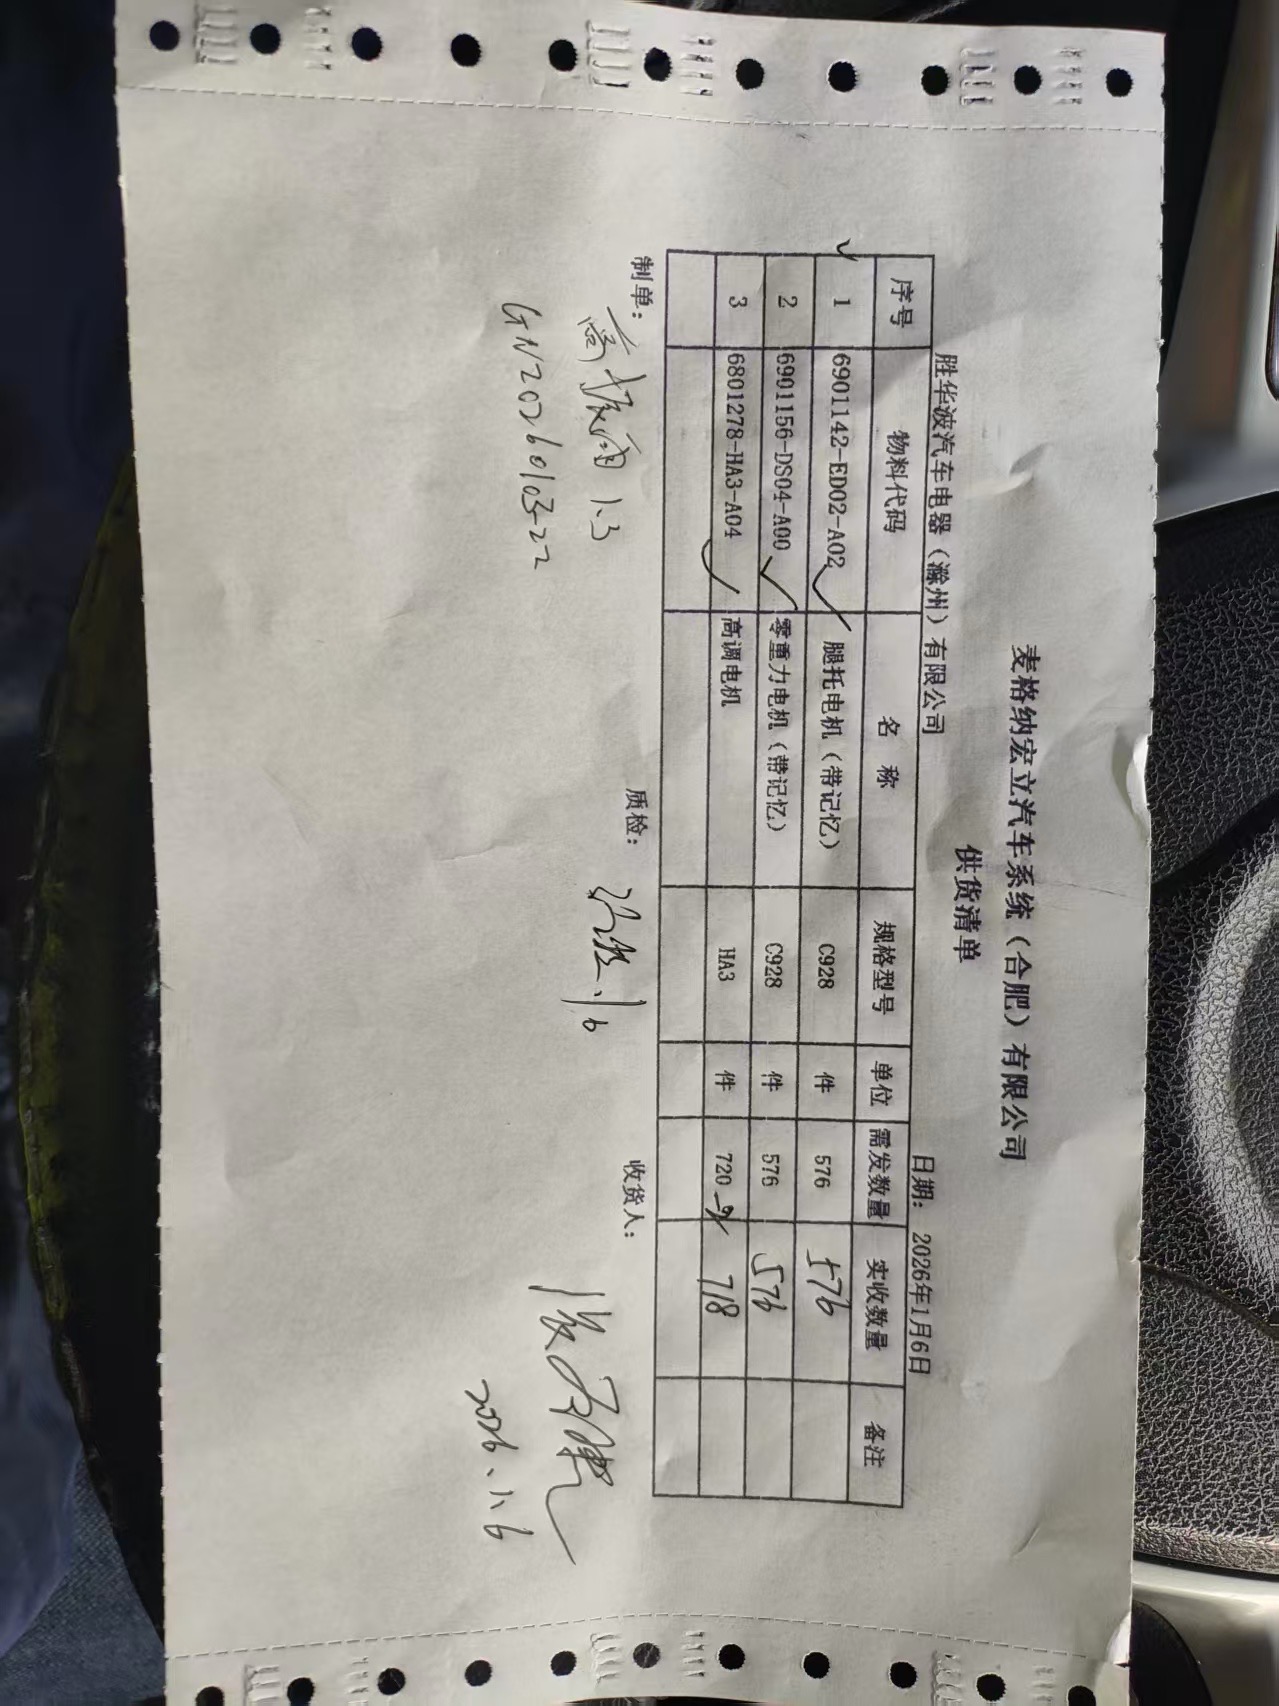 麦格纳宏立汽车系统（合肥）有限公司
供货清单
胜华波汽车电器（滁州）有限公司 日期： 2026年1月6日
序号 物料代码 名 称 规格型号 单位 需发数量 实收数量 备注
1 6901142-ED02-A02 腿托电机（带记忆） C928 件 576 576
2 6901156-DS04-A00 零重力电机（带记忆） C928 件 576 576
3 6801278-HA3-A04 高调电机 HA3 件 720 718
制单： 1.3 质检： 1.6 收货人：
GN20260103-22
2026.1.6